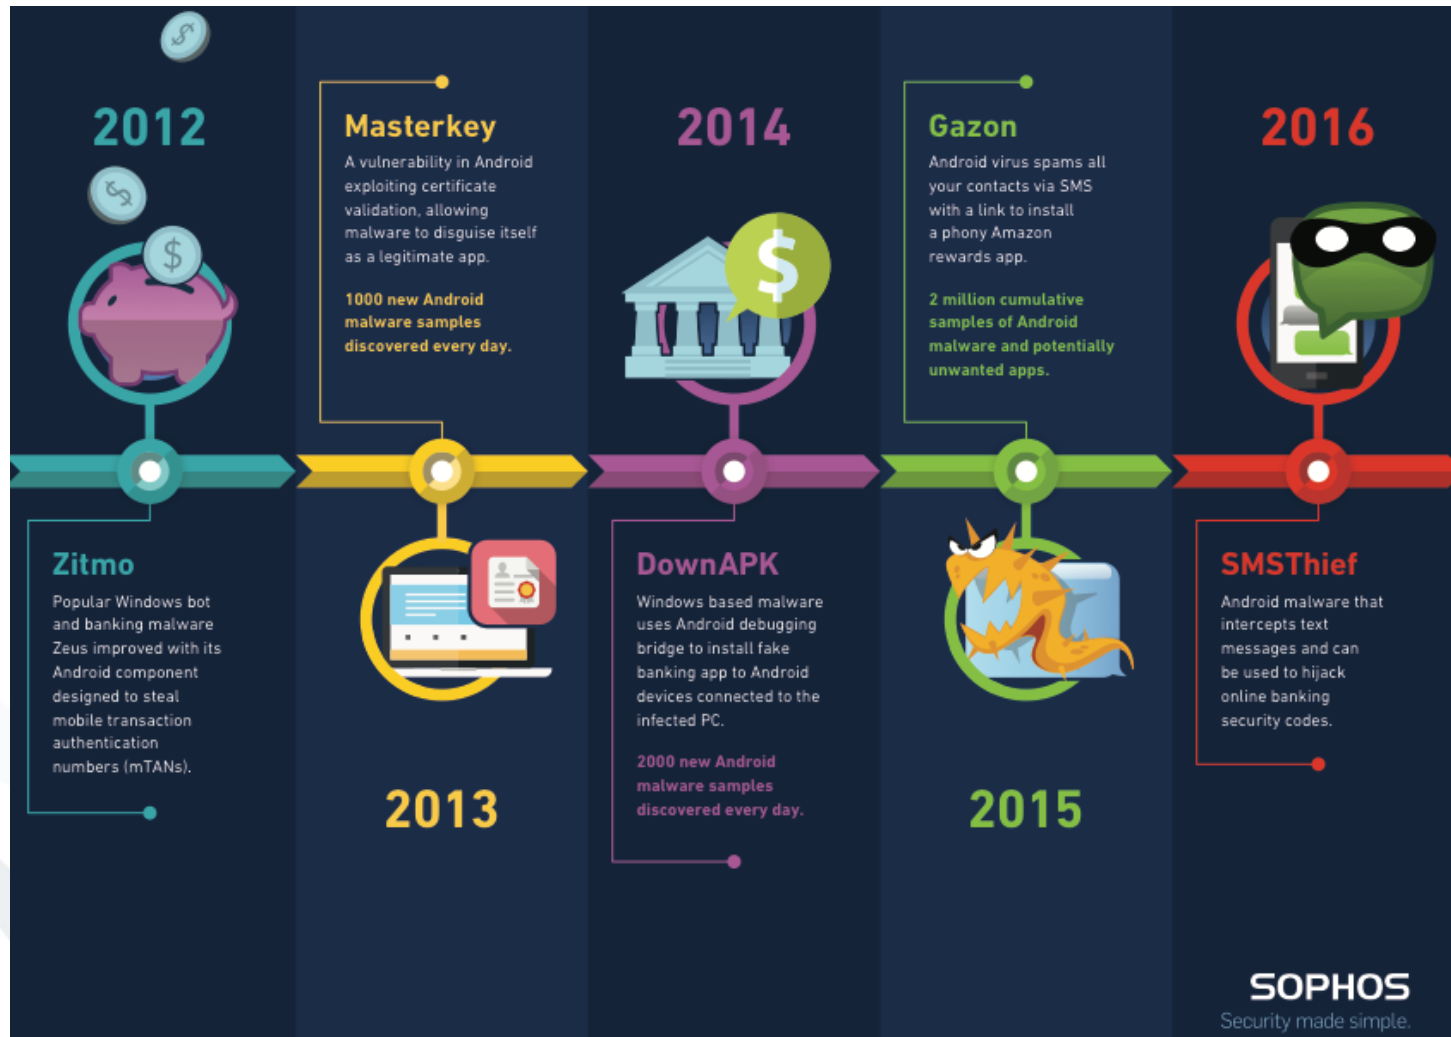 2012
Zitmo
Popular Windows bot
and banking malware
Zeus improved with its
Android component
designed to steal
mobile transaction
authentication
numbers (mTANs).
Masterkey
A vulnerability in Android
exploiting certificate
validation, allowing
malware to disguise itself
as a legitimate app.
1000 new Android
malware samples
discovered every day.
2013
2014
DownAPK
Windows based malware
uses Android debugging
bridge to install fake
banking app to Android
devices connected to the
infected PC.
2000 new Android
malware samples
discovered every day.
Gazon
Android virus spams all
your contacts via SMS
with a link to install
a phony Amazon
rewards app.
2 million cumulative
samples of Android
malware and potentially
unwanted apps.
2015
2016
SMSThief
Android malware that
intercepts text
messages and can
be used to hijack
online banking
security codes.
SOPHOS
Security made simple.